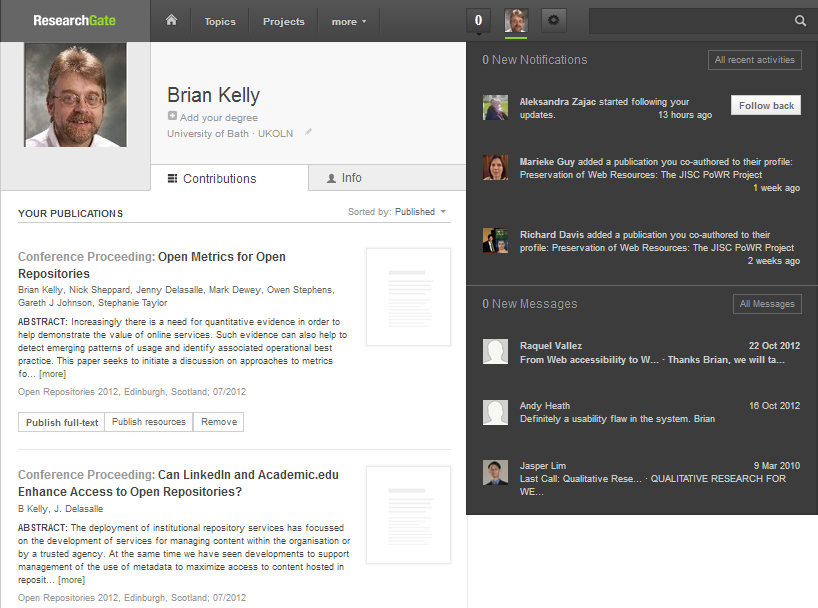 ResearchGate
Topics
Projects
more
0
Brian Kelly
Add your degree
University of Bath · UKOLN
Contributions
Info
YOUR PUBLICATIONS
Sorted by: Published
Conference Proceeding: Open Metrics for Open
Repositories
Brian Kelly, Nick Sheppard, Jenny Delasalle, Mark Dewey, Owen Stephens,
Gareth J Johnson, Stephanie Taylor
ABSTRACT: Increasingly there is a need for quantitative evidence in order to
help demonstrate the value of online services. Such evidence can also help to
detect emerging patterns of usage and identify associated operational best
practice. This paper seeks to initiate a discussion on approaches to metrics
fo... [more]
Open Repositories 2012, Edinburgh, Scotland; 07/2012
Publish full-text
Publish resources
Remove
Conference Proceeding: Can LinkedIn and Academic.edu
Enhance Access to Open Repositories?
B Kelly, J. Delasalle
ABSTRACT: The deployment of institutional repository services has focussed
on the development of services for managing content within the organisation or
by a trusted agency. At the same time we have seen developments to support
management of the use of metadata to maximize access to content hosted in
reposit... [more]
Open Repositories 2012, Edinburgh, Scotland; 07/2012
0 New Notifications
All recent activities
Aleksandra Zajac started following your
updates.
13 hours ago
Follow back
Marieke Guy added a publication you co-authored to their profile:
Preservation of Web Resources: The JISC PoWR Project
1 week ago
Richard Davis added a publication you co-authored to their
profile: Preservation of Web Resources: The JISC PoWR Project
2 weeks ago
0 New Messages
All Messages
Raquel Vallez
22 Oct 2012
From Web accessibility to W... · Thanks Brian, we will ta...
Andy Heath
16 Oct 2012
Definitely a usability flaw in the system. Brian
Jasper Lim
9 Mar 2010
Last Call: Qualitative Rese... · QUALITATIVE RESEARCH FOR
WE...